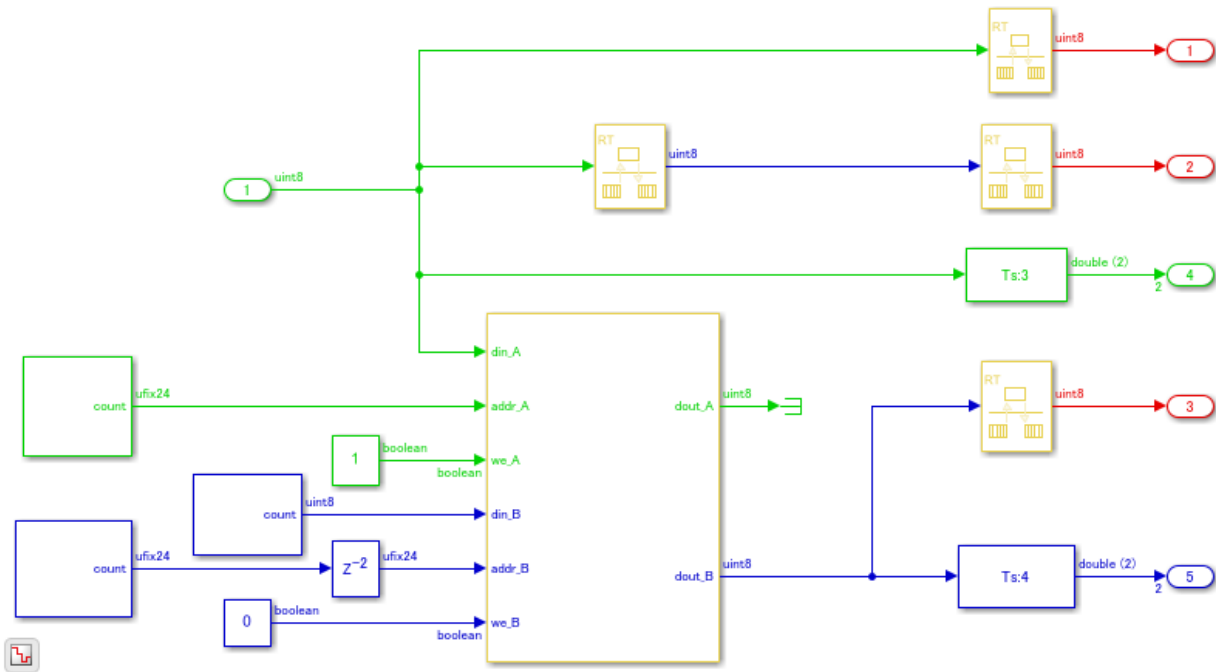 RT
uint8
1
RT
uint8
RT
uint8
2
1
uint8
Ts:3
double (2)
2
4
din_A
count
ufix24
addr_A
dout_A
uint8
RT
uint8
3
1
boolean
boolean
we_A
count
uint8
din_B
count
ufix24
Z-2
ufix24
addr_B
dout_B
uint8
Ts:4
double (2)
2
5
0
boolean
boolean
we_B